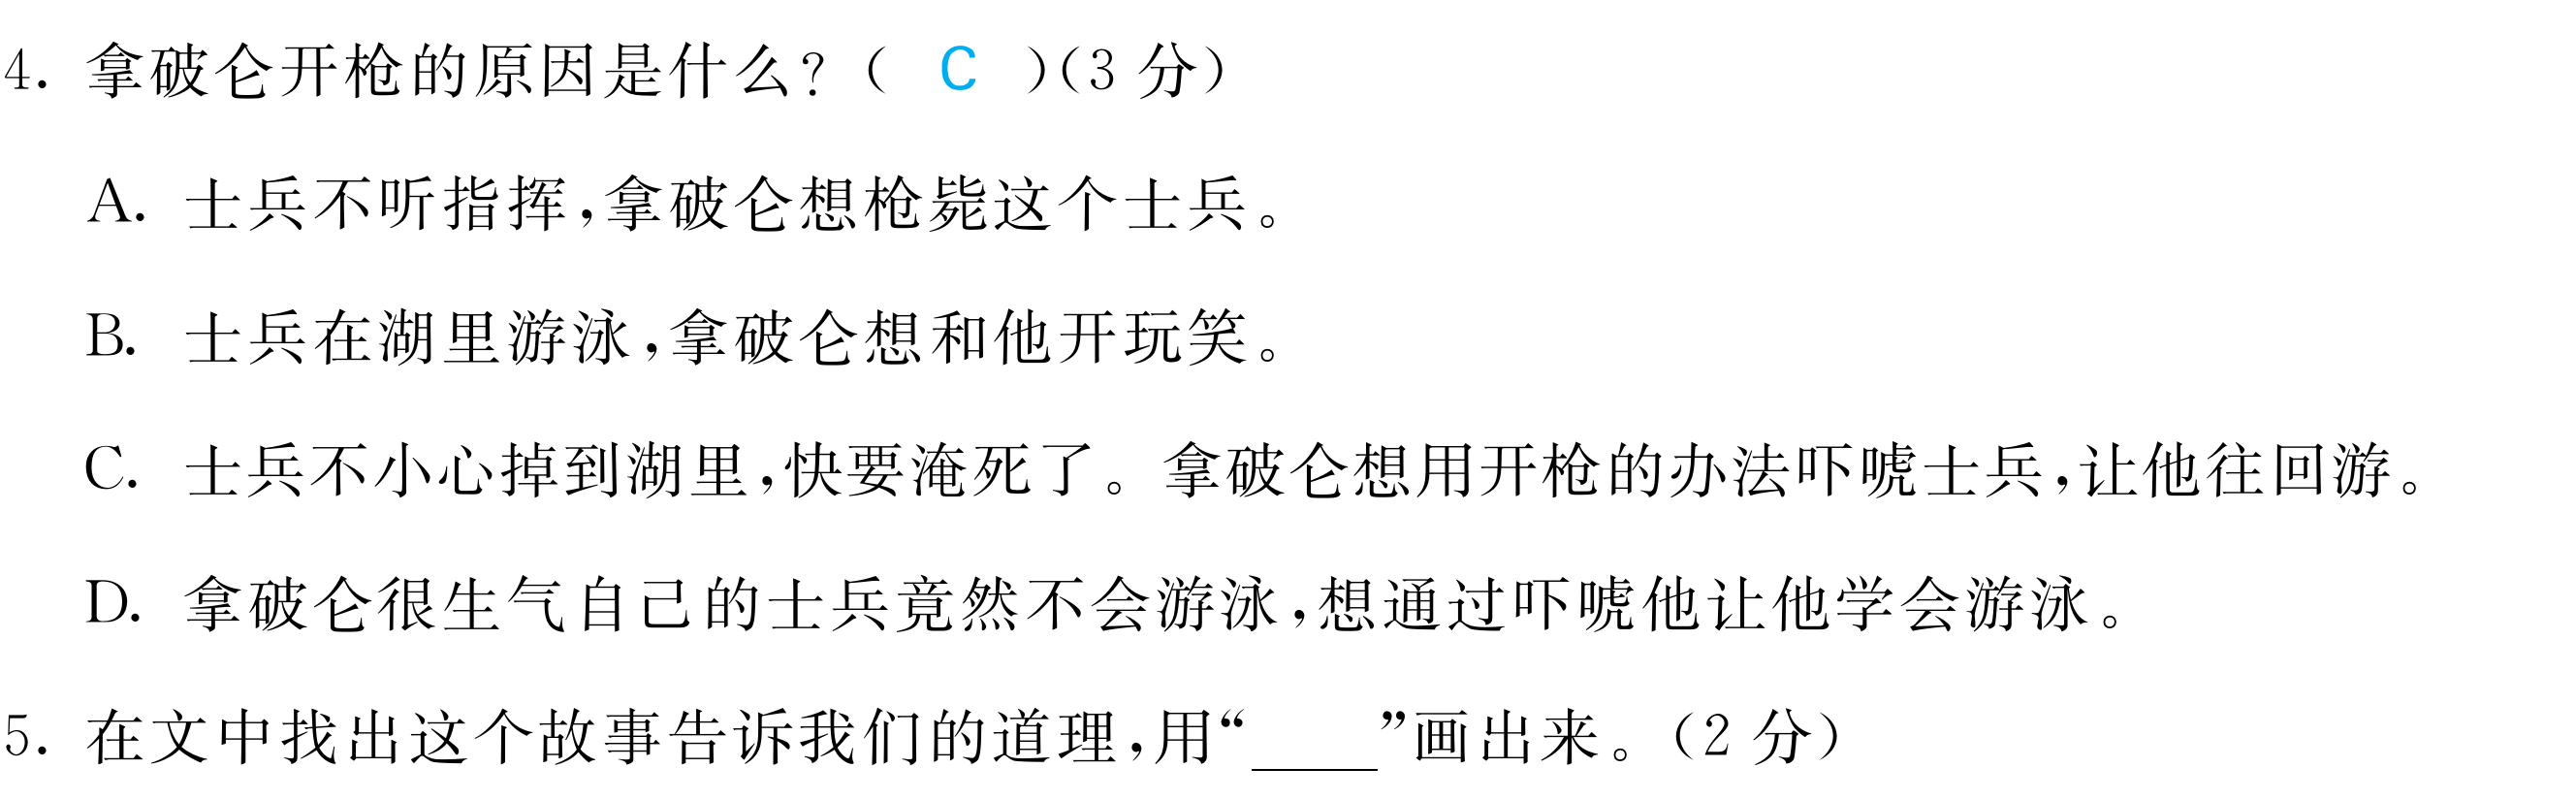 4. 拿破仑开枪的原因是什么?( C )(3 分)
A. 士兵不听指挥,拿破仑想枪毙这个士兵。
B. 士兵在湖里游泳,拿破仑想和他开玩笑。
C. 士兵不小心掉到湖里,快要淹死了。拿破仑想用开枪的办法吓唬士兵,让他往回游。
D. 拿破仑很生气自己的士兵竟然不会游泳,想通过吓唬他让他学会游泳。
5. 在文中找出这个故事告诉我们的道理,用“____”画出来。(2 分)